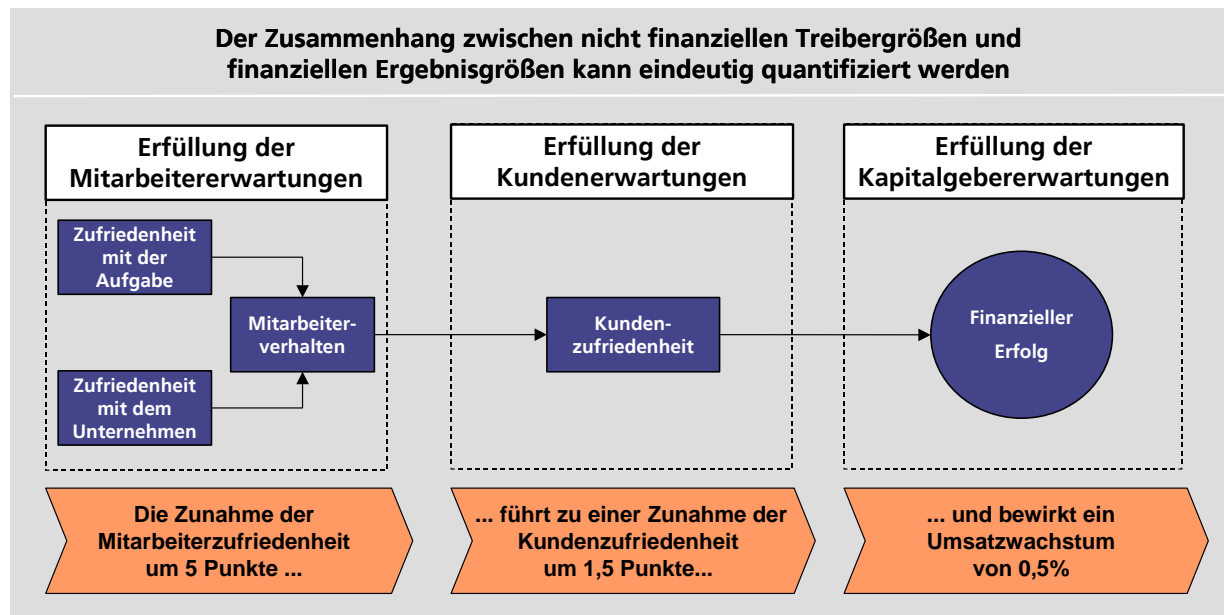 Der Zusammenhang zwischen nicht finanziellen Treibergrößen und
finanziellen Ergebnisgrößen kann eindeutig quantifiziert werden
Erfüllung der
Mitarbeitererwartungen
Zufriedenheit
mit der
Aufgabe
Mitarbeiter-
verhalten
Zufriedenheit
mit dem
Unternehmen
Erfüllung der
Kundenerwartungen
Kunden-
zufriedenheit
Erfüllung der
Kapitalgebererwartungen
Finanzieller
Erfolg
Die Zunahme der
Mitarbeiterzufriedenheit
um 5 Punkte ...
... führt zu einer Zunahme der
Kundenzufriedenheit
um 1,5 Punkte...
... und bewirkt ein
Umsatzwachstum
von 0,5%